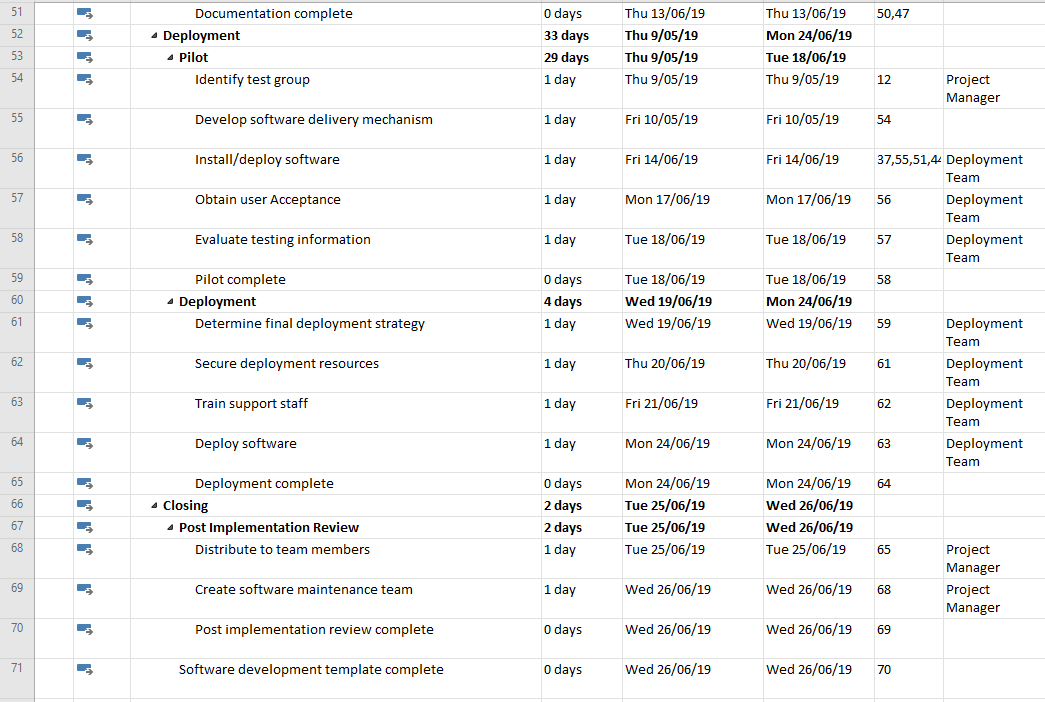 51 Documentation complete 0 days Thu 13/06/19 Thu 13/06/19 50,47
52 Deployment 33 days Thu 9/05/19 Mon 24/06/19
53 Pilot 29 days Thu 9/05/19 Tue 18/06/19
54 Identify test group 1 day Thu 9/05/19 Thu 9/05/19 12 Project
Manager
55 Develop software delivery mechanism 1 day Fri 10/05/19 Fri 10/05/19 54
56 Install/deploy software 1 day Fri 14/06/19 Fri 14/06/19 37,55,51,44 Deployment
Team
57 Obtain user Acceptance 1 day Mon 17/06/19 Mon 17/06/19 56 Deployment
Team
58 Evaluate testing information 1 day Tue 18/06/19 Tue 18/06/19 57 Deployment
Team
59 Pilot complete 0 days Tue 18/06/19 Tue 18/06/19 58
60 Deployment 4 days Wed 19/06/19 Mon 24/06/19
61 Determine final deployment strategy 1 day Wed 19/06/19 Wed 19/06/19 59 Deployment
Team
62 Secure deployment resources 1 day Thu 20/06/19 Thu 20/06/19 61 Deployment
Team
63 Train support staff 1 day Fri 21/06/19 Fri 21/06/19 62 Deployment
Team
64 Deploy software 1 day Mon 24/06/19 Mon 24/06/19 63 Deployment
Team
65 Deployment complete 0 days Mon 24/06/19 Mon 24/06/19 64
66 Closing 2 days Tue 25/06/19 Wed 26/06/19
67 Post Implementation Review 2 days Tue 25/06/19 Wed 26/06/19
68 Distribute to team members 1 day Tue 25/06/19 Tue 25/06/19 65 Project
Manager
69 Create software maintenance team 1 day Wed 26/06/19 Wed 26/06/19 68 Project
Manager
70 Post implementation review complete 0 days Wed 26/06/19 Wed 26/06/19 69
71 Software development template complete 0 days Wed 26/06/19 Wed 26/06/19 70